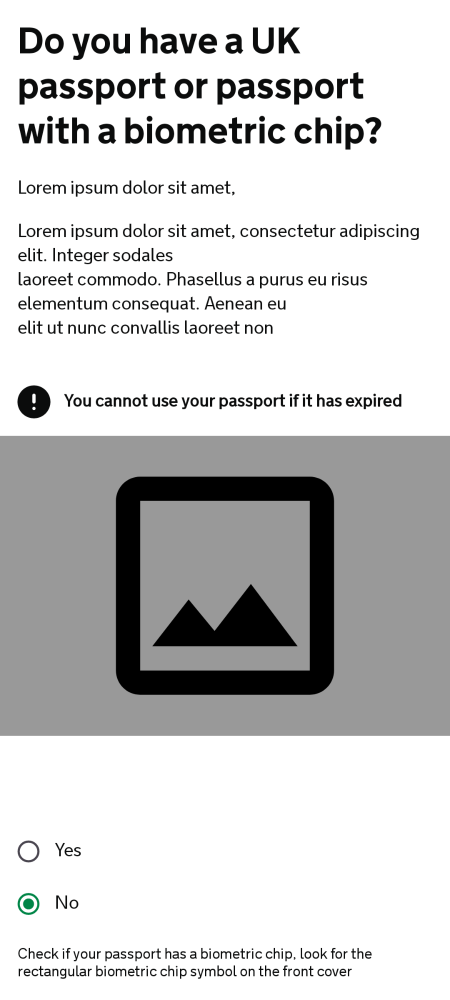 Do you have a UK
passport or passport
with a biometric chip?
Lorem ipsum dolor sit amet,
Lorem ipsum dolor sit amet, consectetur adipiscing
elit. Integer sodales
laoreet commodo. Phasellus a purus eu risus
elementum consequat. Aenean eu
elit ut nunc convallis laoreet non
You cannot use your passport if it has expired
Yes
No
Check if your passport has a biometric chip, look for the
rectangular biometric chip symbol on the front cover